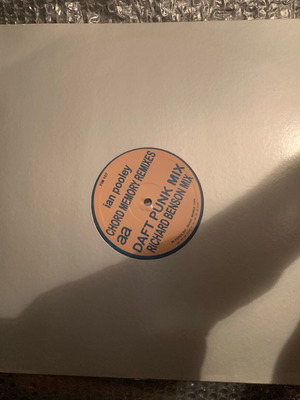 ian pooley
CHORD MEMORY REMIXES
aa
DAFT PUNK MIX
RICHARD BENSON MIX